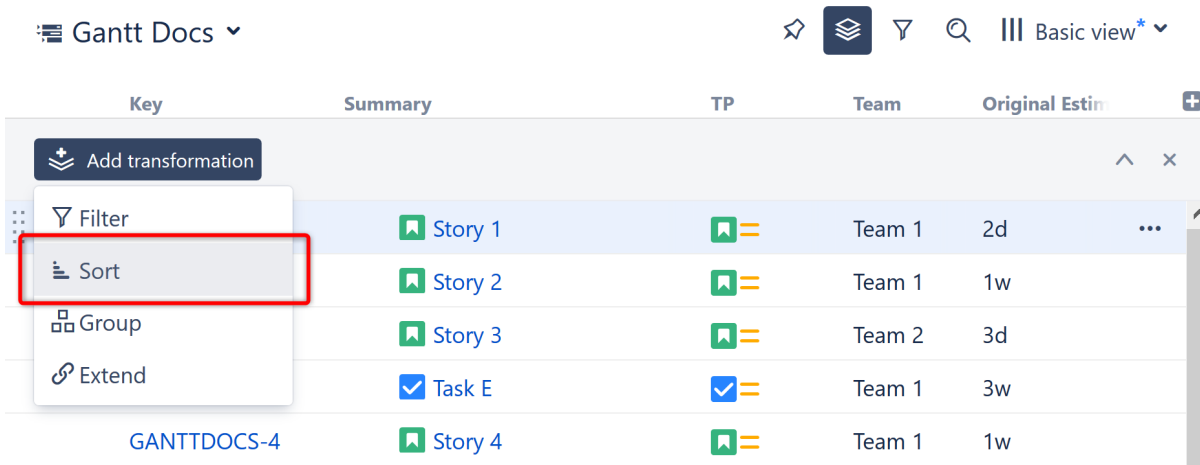 Gantt Docs
Basic view*
Key Summary TP Team Original Estim
Add transformation
Filter
Story 1 Team 1 2d
Sort
Story 2 Team 1 1w
Group
Story 3 Team 2 3d
Extend
Task E Team 1 3w
GANTTDOCS-4 Story 4 Team 1 1w